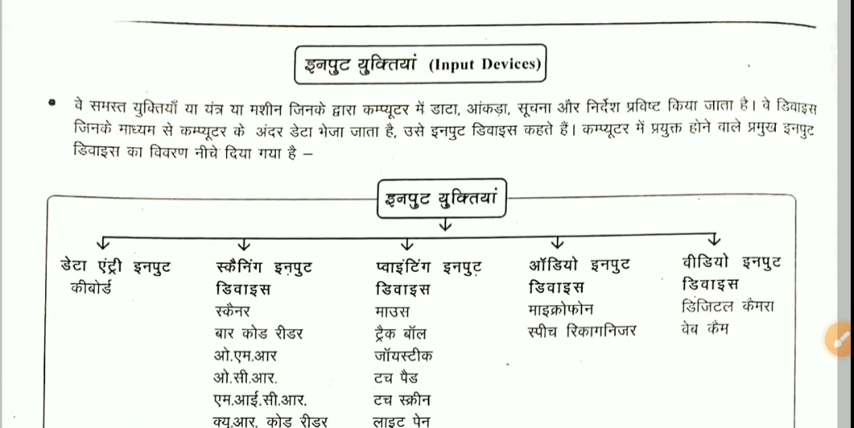 इनपुट युक्तियां (Input Devices)
• वे समस्त युक्तियाँ या यंत्र या मशीन जिनके द्वारा कम्प्यूटर में डाटा, आंकड़ा, सूचना और निर्देश प्रविष्ट किया जाता है। वे डिवाइस
जिनके माध्यम से कम्प्यूटर के अंदर डेटा भेजा जाता है, उसे इनपुट डिवाइस कहते हैं। कम्प्यूटर में प्रयुक्त होने वाले प्रमुख इनपुट
डिवाइस का विवरण नीचे दिया गया है –
इनपुट युक्तियां
डेटा एंट्री इनपुट
कीबोर्ड
स्कैनिंग इनपुट
डिवाइस
स्कैनर
बार कोड रीडर
ओ.एम.आर
ओ.सी.आर.
एम.आई.सी.आर.
क्यू.आर. कोड रीडर
प्वाइंटिंग इनपुट
डिवाइस
माउस
ट्रैक बॉल
जॉयस्टीक
टच पैड
टच स्क्रीन
लाइट पेन
ऑडियो इनपुट
डिवाइस
माइक्रोफोन
स्पीच रिकागनिजर
वीडियो इनपुट
डिवाइस
डिजिटल कैमरा
वेब कैम